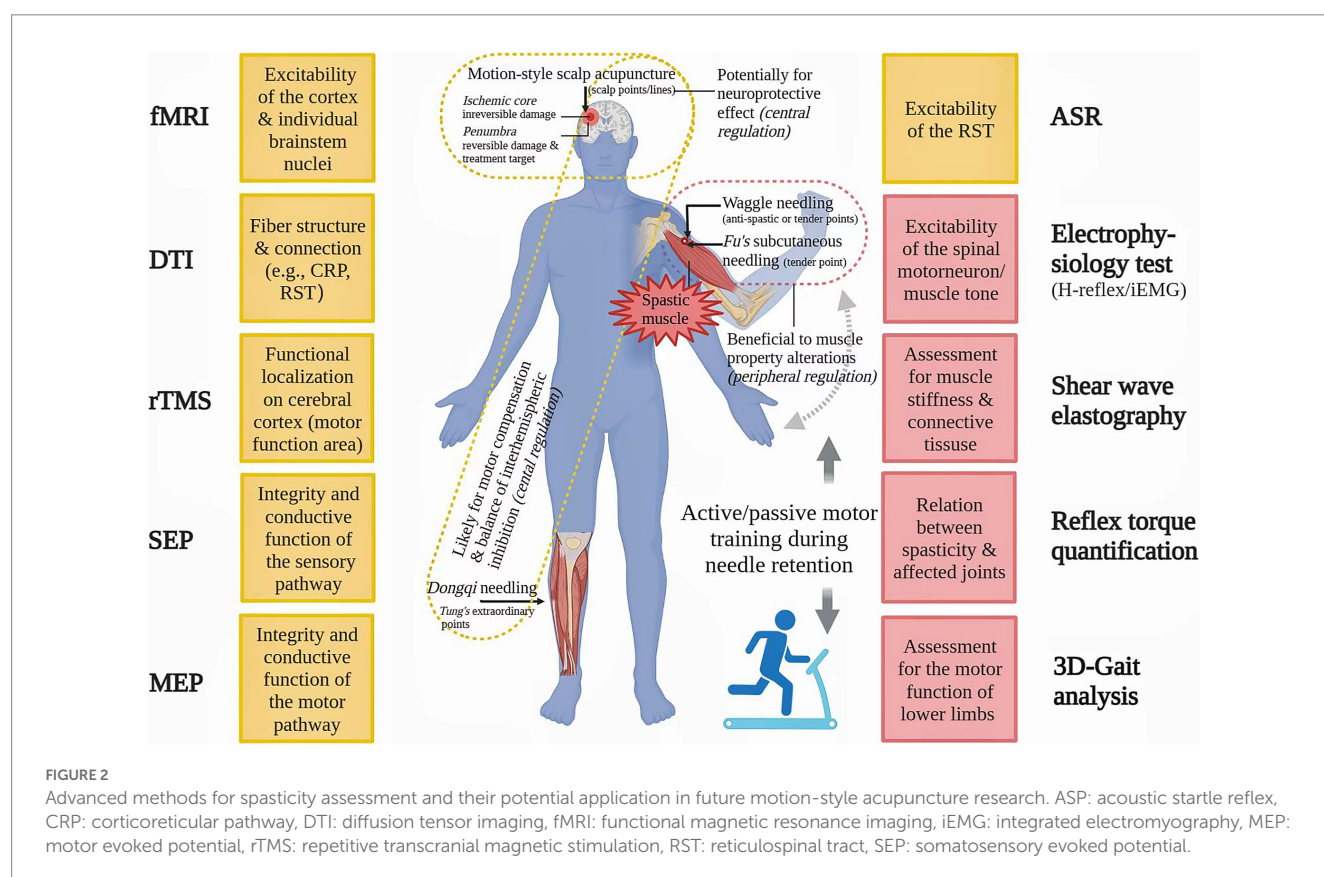 fMRI
Excitability
of the cortex
& individual
brainstem
nuclei
DTI
Fiber structure
& connection
(e.g., CRP,
RST)
rTMS
Functional
localization
on cerebral
cortex (motor
function area)
SEP
Integrity and
conductive
function of
the sensory
pathway
MEP
Integrity and
conductive
function of
the motor
pathway
Motion-style scalp acupuncture
(scalp points/lines)
Ischemic core
inreversible damage
Penumbra
reversible damage &
treatment target
Potentially for
neuroprotective
effect (central
regulation)
Waggle needling
(anti-spastic or tender points)
Fu's subcutaneous
needling (tender point)
Spastic
muscle
Beneficial to muscle
property alterations
(peripheral regulation)
Likely for motor compensation
& balance of interhemispheric
inhibition (cental regulation)
Dongqi needling
Tung's extraordinary
points
Active/passive motor
training during
needle retention
Excitability
of the RST
ASR
Excitability
of the spinal
motorneuron/
muscle tone
Electrophy-
siology test
(H-reflex/iEMG)
Assessment
for muscle
stiffness &
connective
tissuse
Shear wave
elastography
Relation
between
spasticity &
affected joints
Reflex torque
quantification
Assessment
for the motor
function of
lower limbs
3D-Gait
analysis
FIGURE 2
Advanced methods for spasticity assessment and their potential application in future motion-style acupuncture research. ASP: acoustic startle reflex,
CRP: corticoreticular pathway, DTI: diffusion tensor imaging, fMRI: functional magnetic resonance imaging, iEMG: integrated electromyography, MEP:
motor evoked potential, rTMS: repetitive transcranial magnetic stimulation, RST: reticulospinal tract, SEP: somatosensory evoked potential.